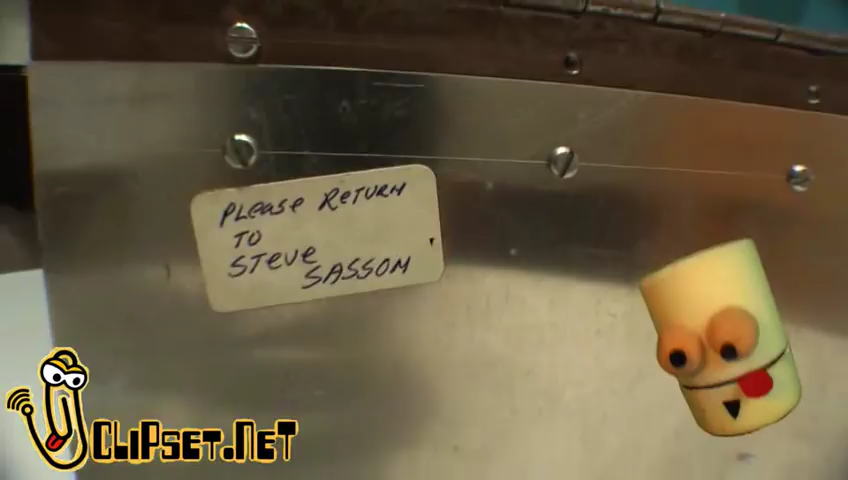 PLease ReTURN
TO
STeve
SASSOM
CLIPSET.NET